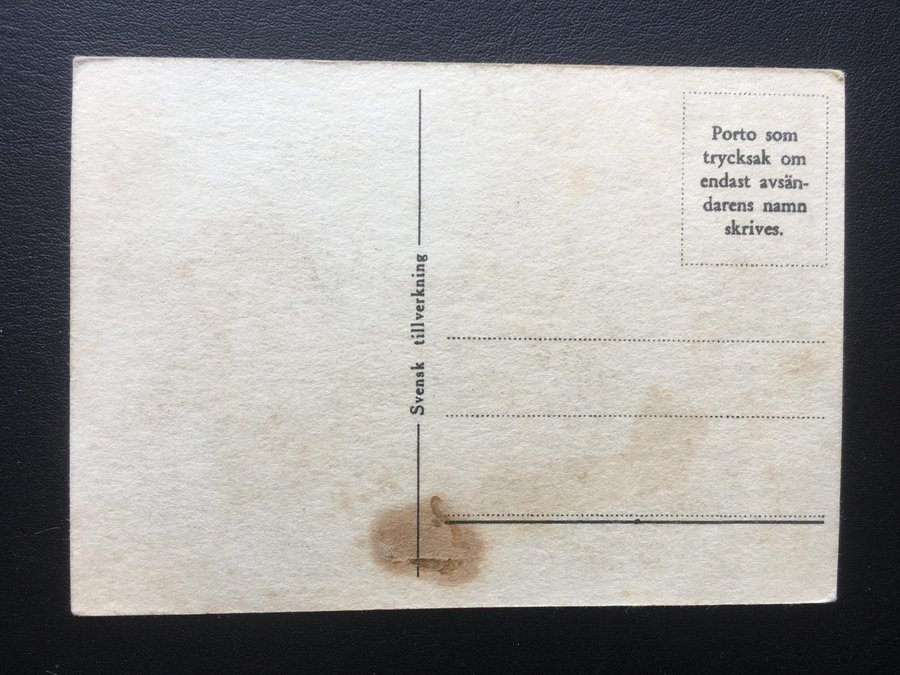 Porto som
trycksak om
endast avsän-
darens namn
skrives.
Svensk tillverkning